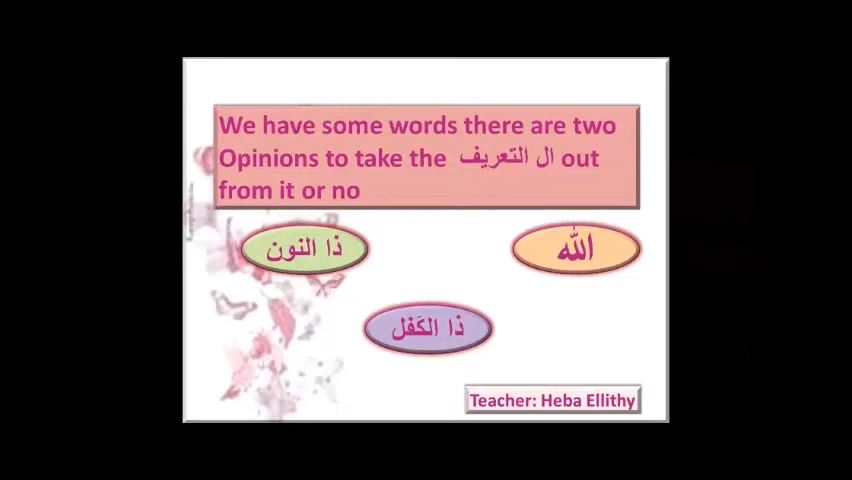 We have some words there are two
Opinions to take the ال التعريف out
from it or no
ذا النون
الله
ذا الكَفل
Teacher: Heba Ellithy